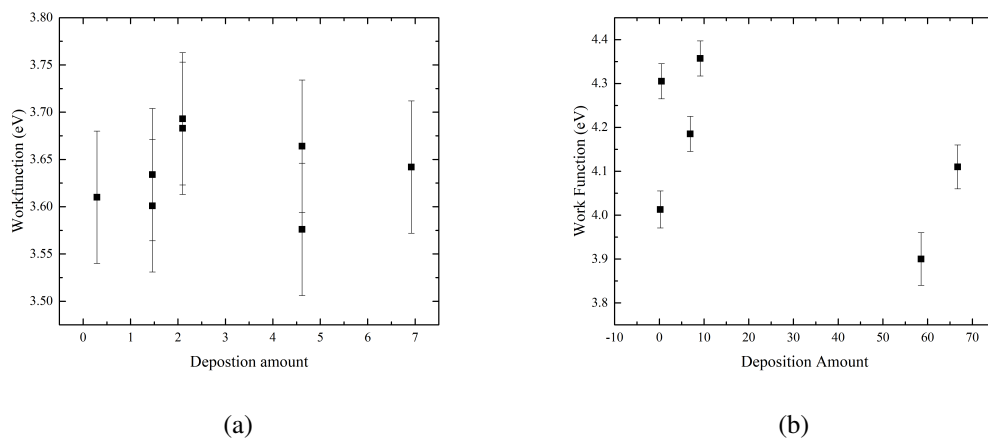 3.80
3.75
3.70
3.65
3.60
3.55
3.50
Workfunction (eV)
0 1 2 3 4 5 6 7
Depostion amount
(a)
4.4
4.3
4.2
4.1
4.0
3.9
3.8
Work Function (eV)
-10 0 10 20 30 40 50 60 70
Deposition Amount
(b)